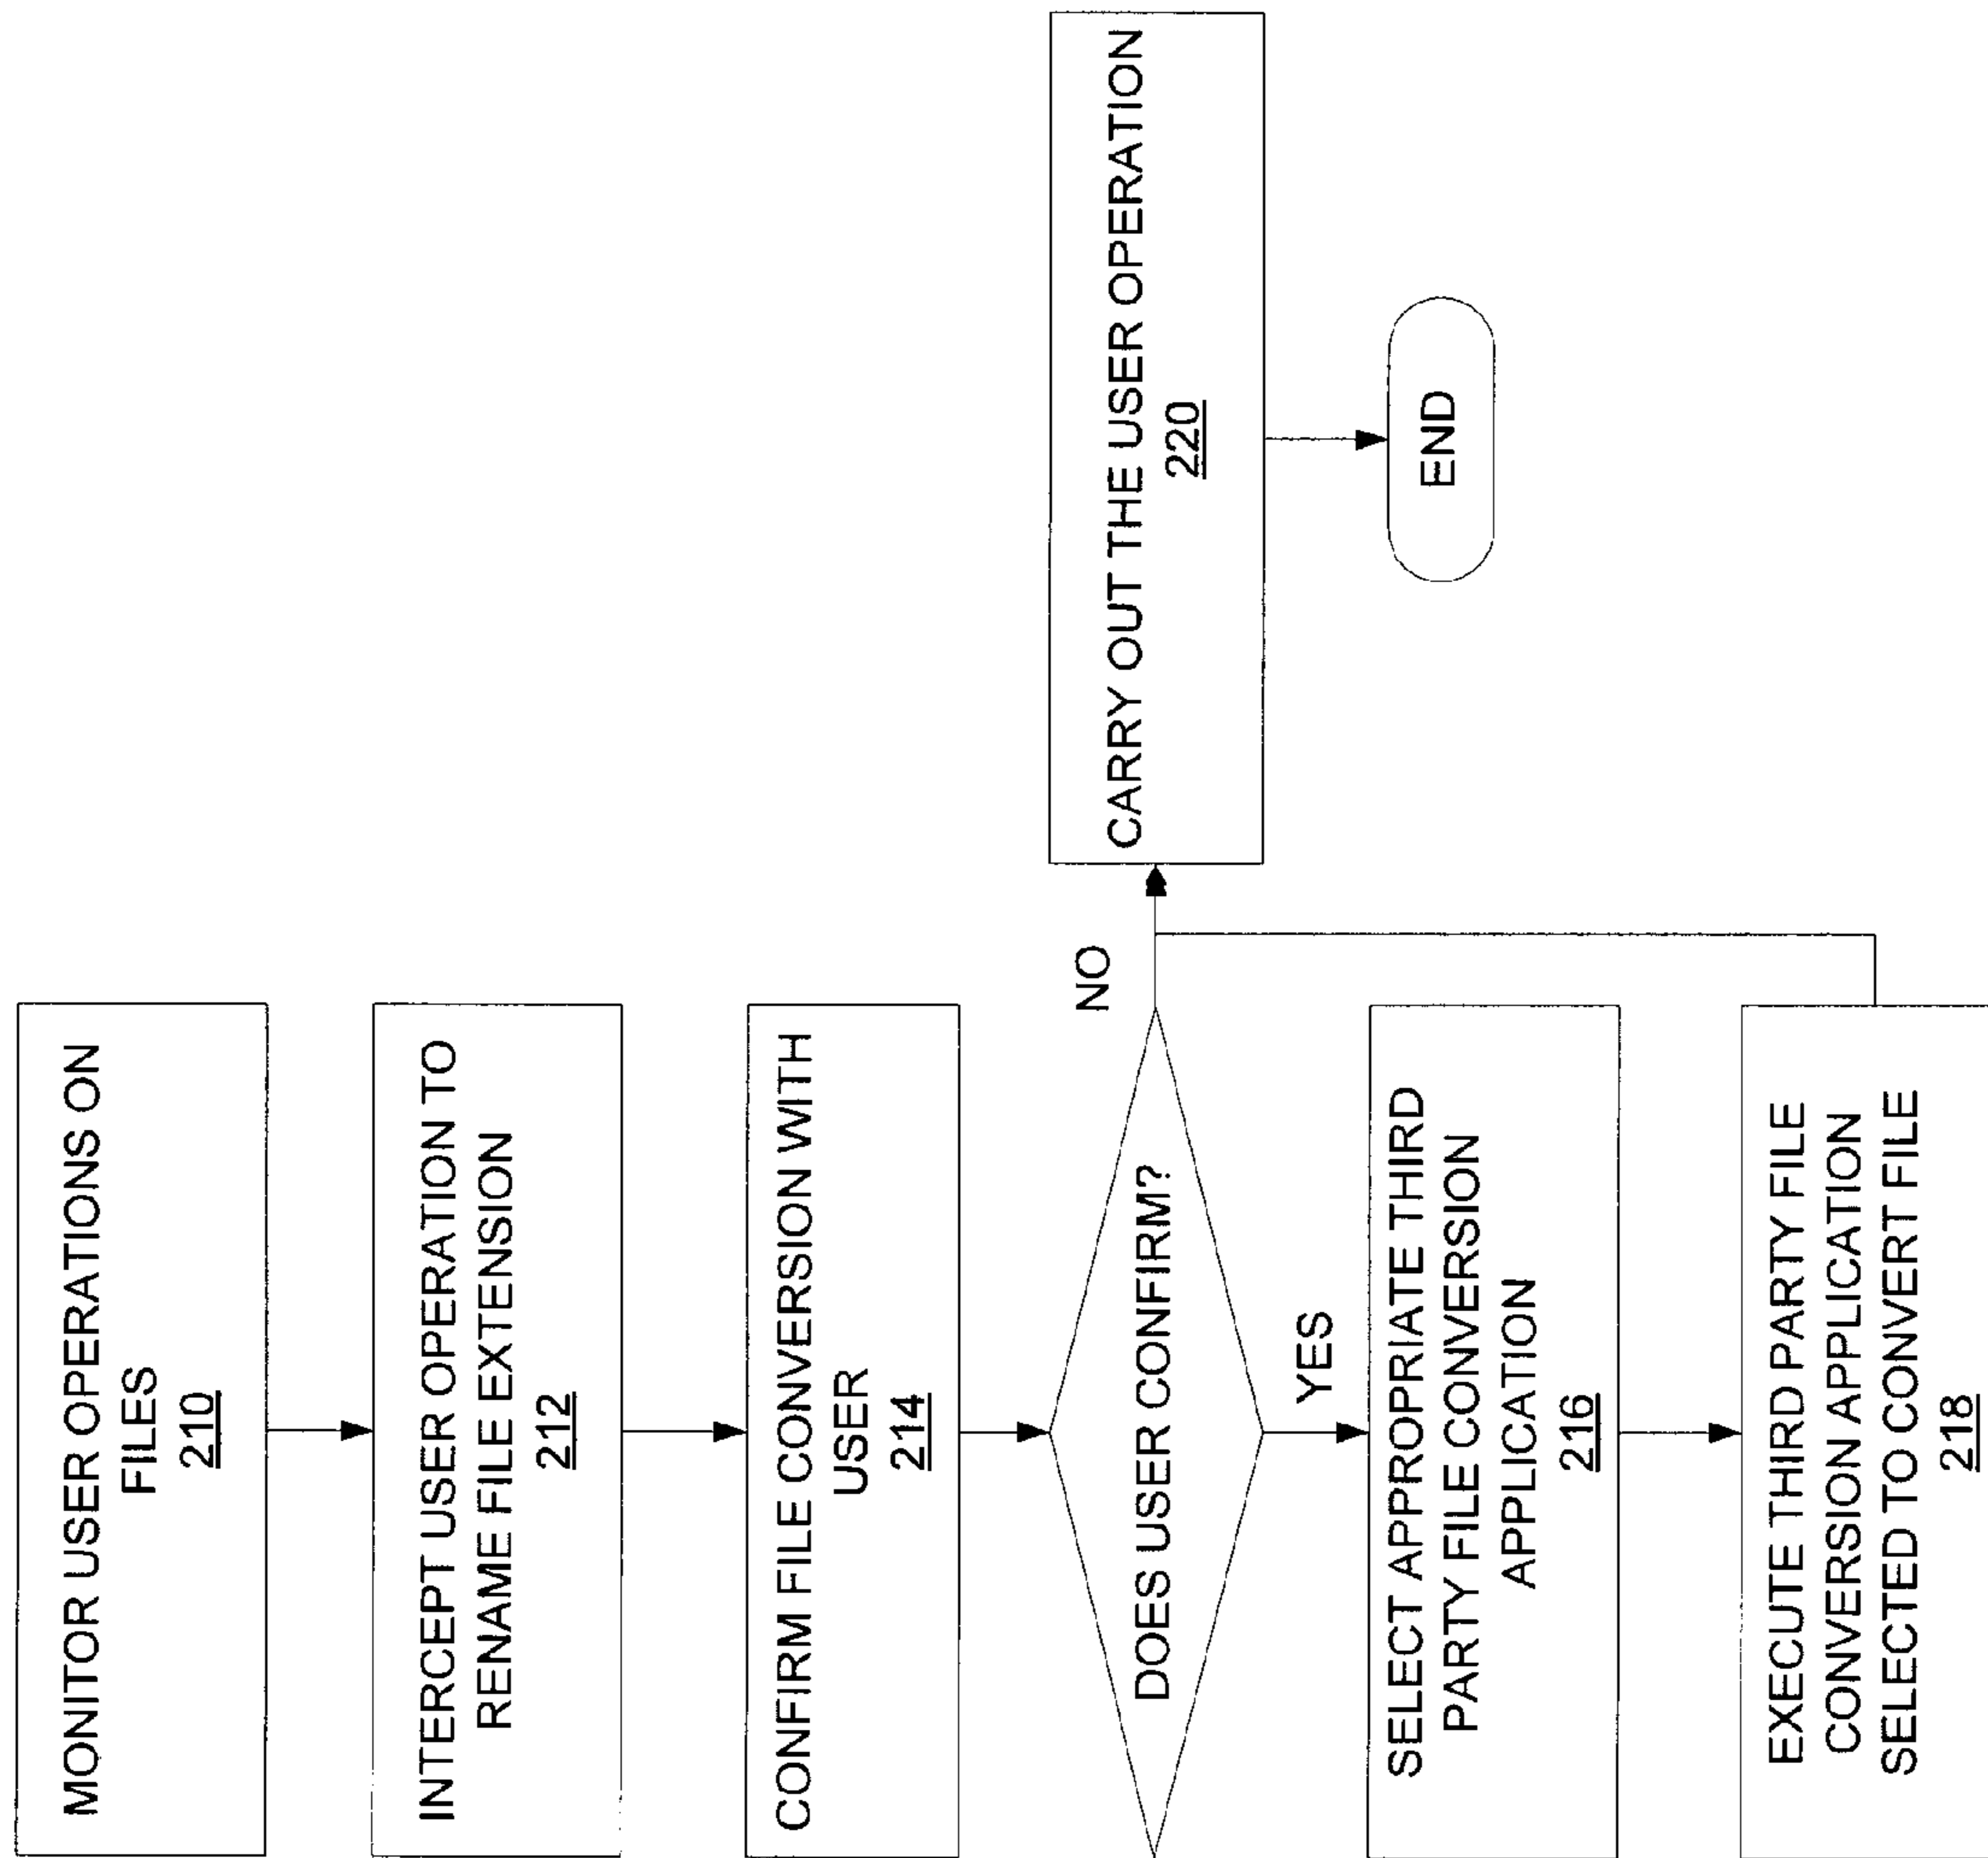 MONITOR USER OPERATIONS ON
FILES
210
INTERCEPT USER OPERATION TO
RENAME FILE EXTENSION
212
CONFIRM FILE CONVERSION WITH
USER
214
DOES USER CONFIRM?
NO
YES
SELECT APPROPRIATE THIRD
PARTY FILE CONVERSION
APPLICATION
216
EXECUTE THIRD PARTY FILE
CONVERSION APPLICATION
SELECTED TO CONVERT FILE
218
CARRY OUT THE USER OPERATION
220
END